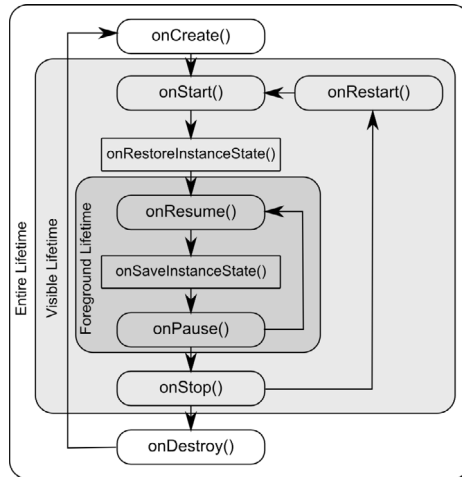 onCreate()
onStart()
onRestart()
onRestoreInstanceState()
onResume()
onSaveInstanceState()
onPause()
onStop()
onDestroy()
Entire Lifetime
Visible Lifetime
Foreground Lifetime